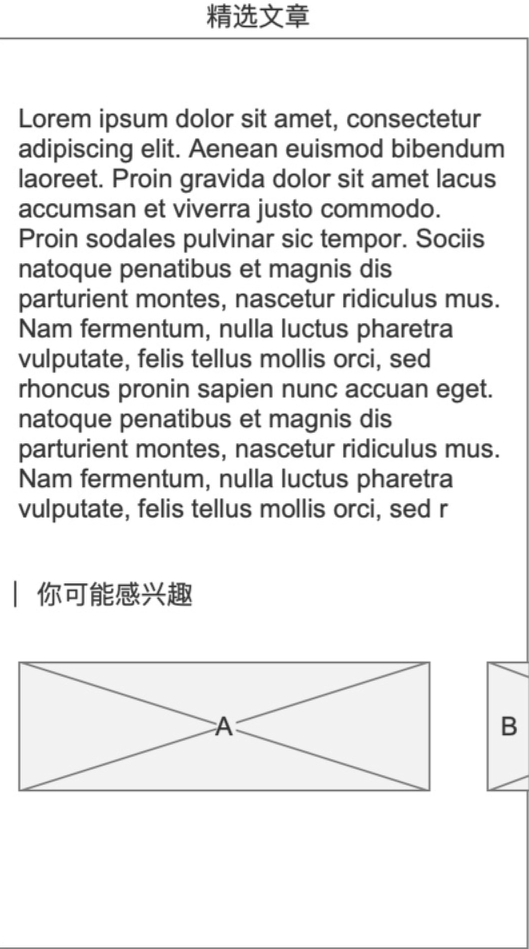 精选文章
Lorem ipsum dolor sit amet, consectetur
adipiscing elit. Aenean euismod bibendum
laoreet. Proin gravida dolor sit amet lacus
accumsan et viverra justo commodo.
Proin sodales pulvinar sic tempor. Sociis
natoque penatibus et magnis dis
parturient montes, nascetur ridiculus mus.
Nam fermentum, nulla luctus pharetra
vulputate, felis tellus mollis orci, sed
rhoncus pronin sapien nunc accuan eget.
natoque penatibus et magnis dis
parturient montes, nascetur ridiculus mus.
Nam fermentum, nulla luctus pharetra
vulputate, felis tellus mollis orci, sed r
你可能感兴趣
A
B